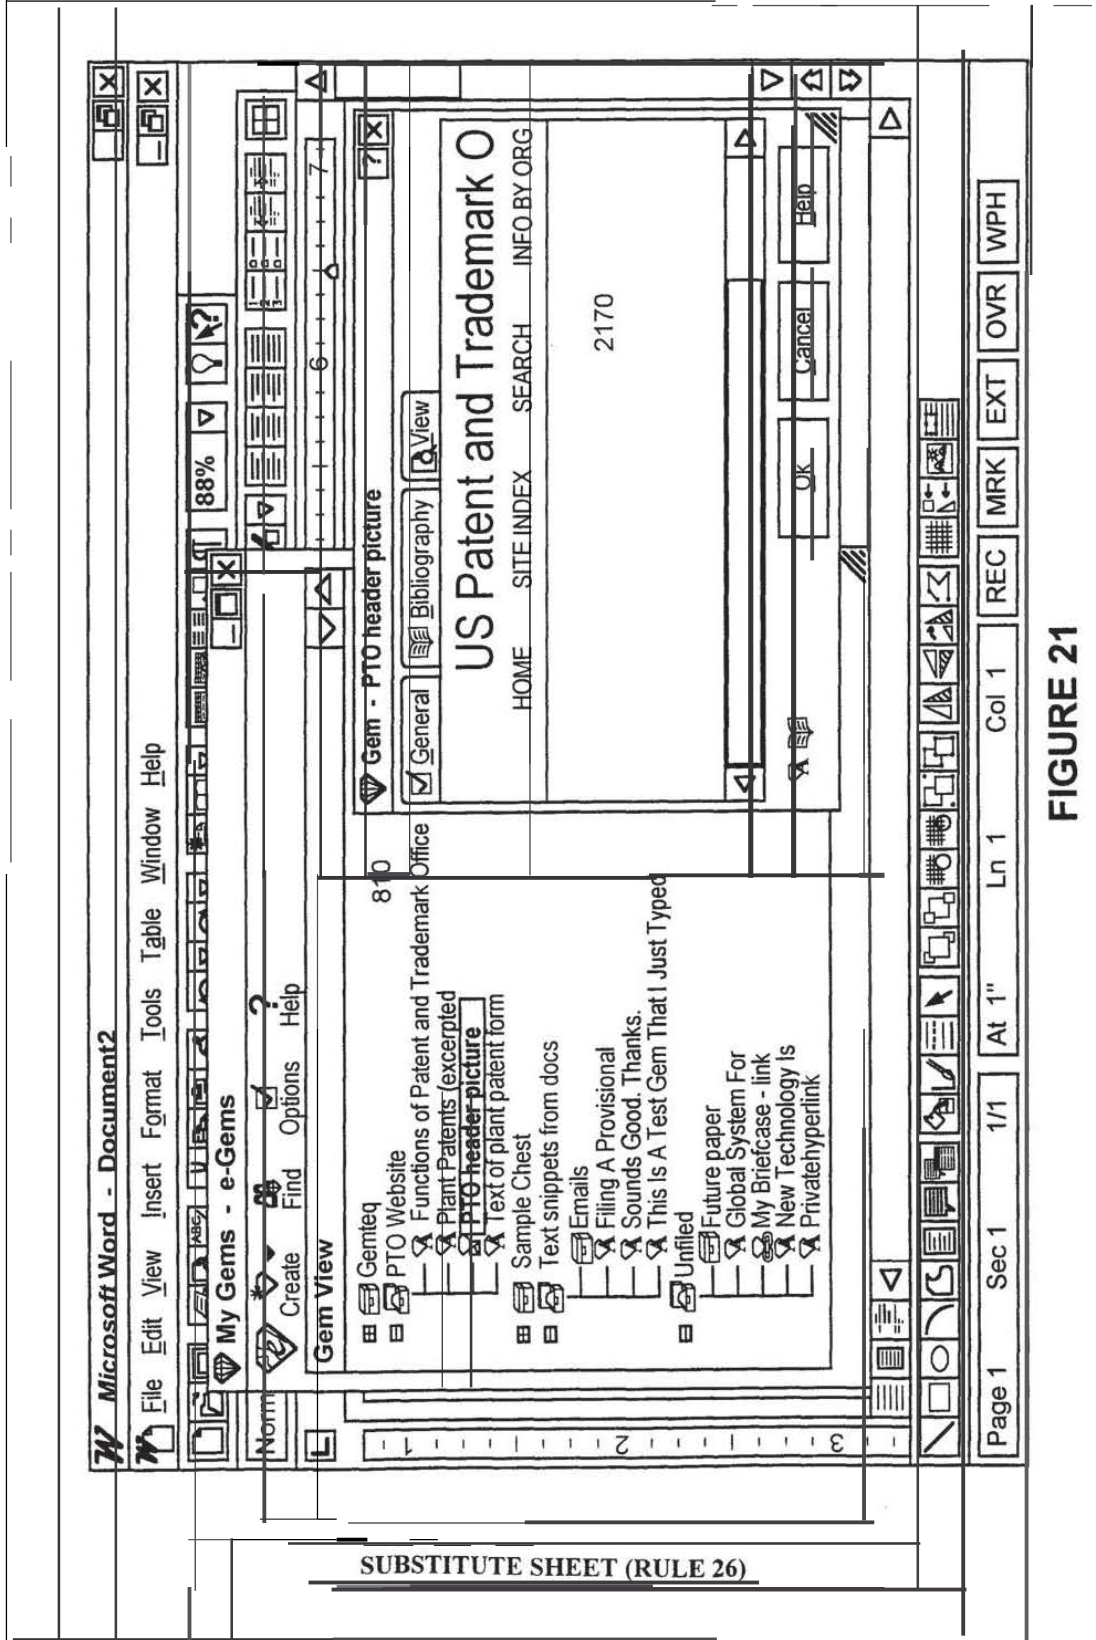 Microsoft Word - Document2
File Edit View Insert Format Tools Table Window Help
88%
My Gems - e-Gems
Create Find Options Help
Norm
Gem View
6 7
810
Gemteq
PTO Website
Functions of Patent and Trademark Office
Plant Patents (excerpted
PTO header picture
Text of plant patent form
Sample Chest
Text snippets from docs
Emails
Filing A Provisional
Sounds Good. Thanks.
This Is A Test Gem That I Just Typed
Unfiled
Future paper
Global System For
My Briefcase - link
New Technology Is
Privatehyperlink
Gem - PTO header picture
General Bibliography View
US Patent and Trademark O
HOME SITE INDEX SEARCH INFO BY ORG
2170
OK Cancel Help
1
2
3
Page 1 Sec 1 1/1 At 1" Ln 1 Col 1 REC MRK EXT OVR WPH
FIGURE 21
SUBSTITUTE SHEET (RULE 26)